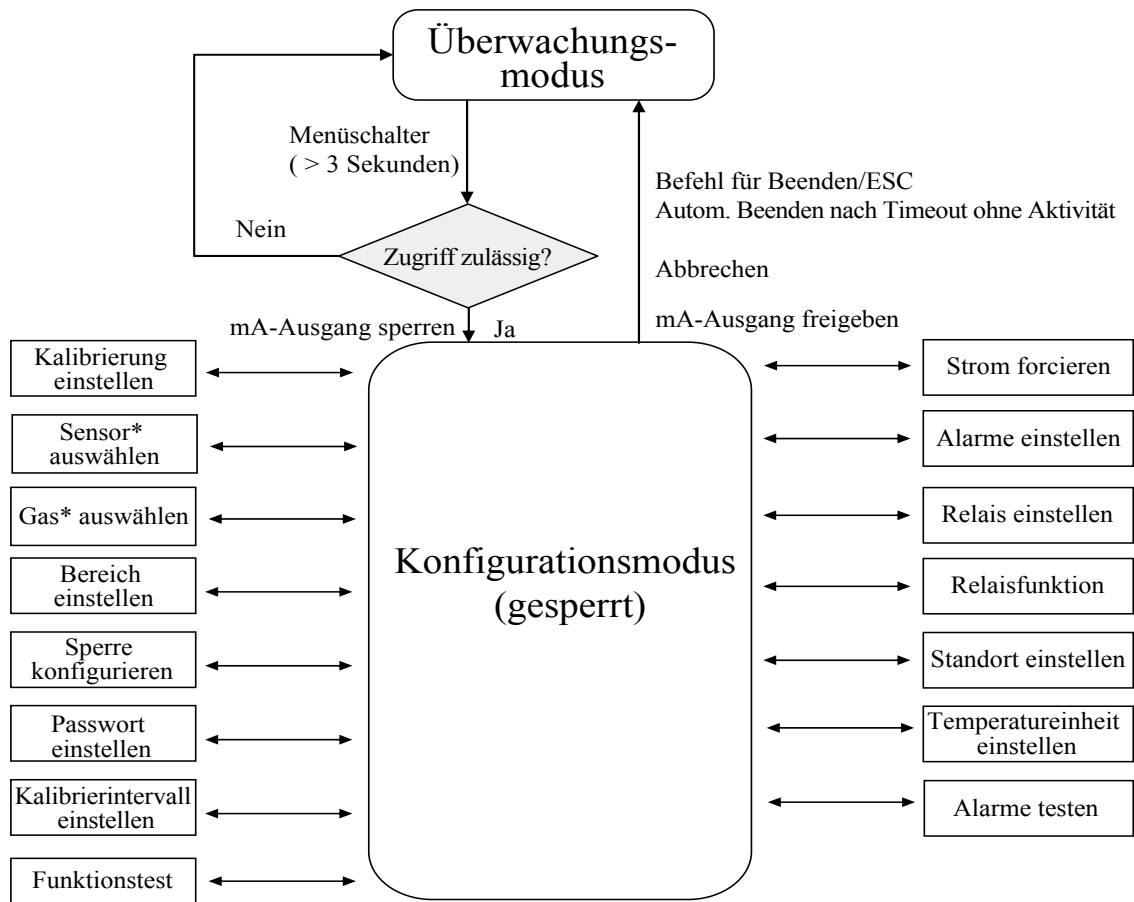 Überwachungs-
modus
Menüschalter
( > 3 Sekunden)
Befehl für Beenden/ESC
Autom. Beenden nach Timeout ohne Aktivität
Nein
Zugriff zulässig?
Abbrechen
mA-Ausgang sperren
Ja
mA-Ausgang freigeben
Kalibrierung
einstellen
Sensor*
auswählen
Gas* auswählen
Bereich
einstellen
Sperre
konfigurieren
Passwort
einstellen
Kalibrierintervall
einstellen
Funktionstest
Konfigurationsmodus
(gesperrt)
Strom forcieren
Alarme einstellen
Relais einstellen
Relaisfunktion
Standort einstellen
Temperatureinheit
einstellen
Alarme testen